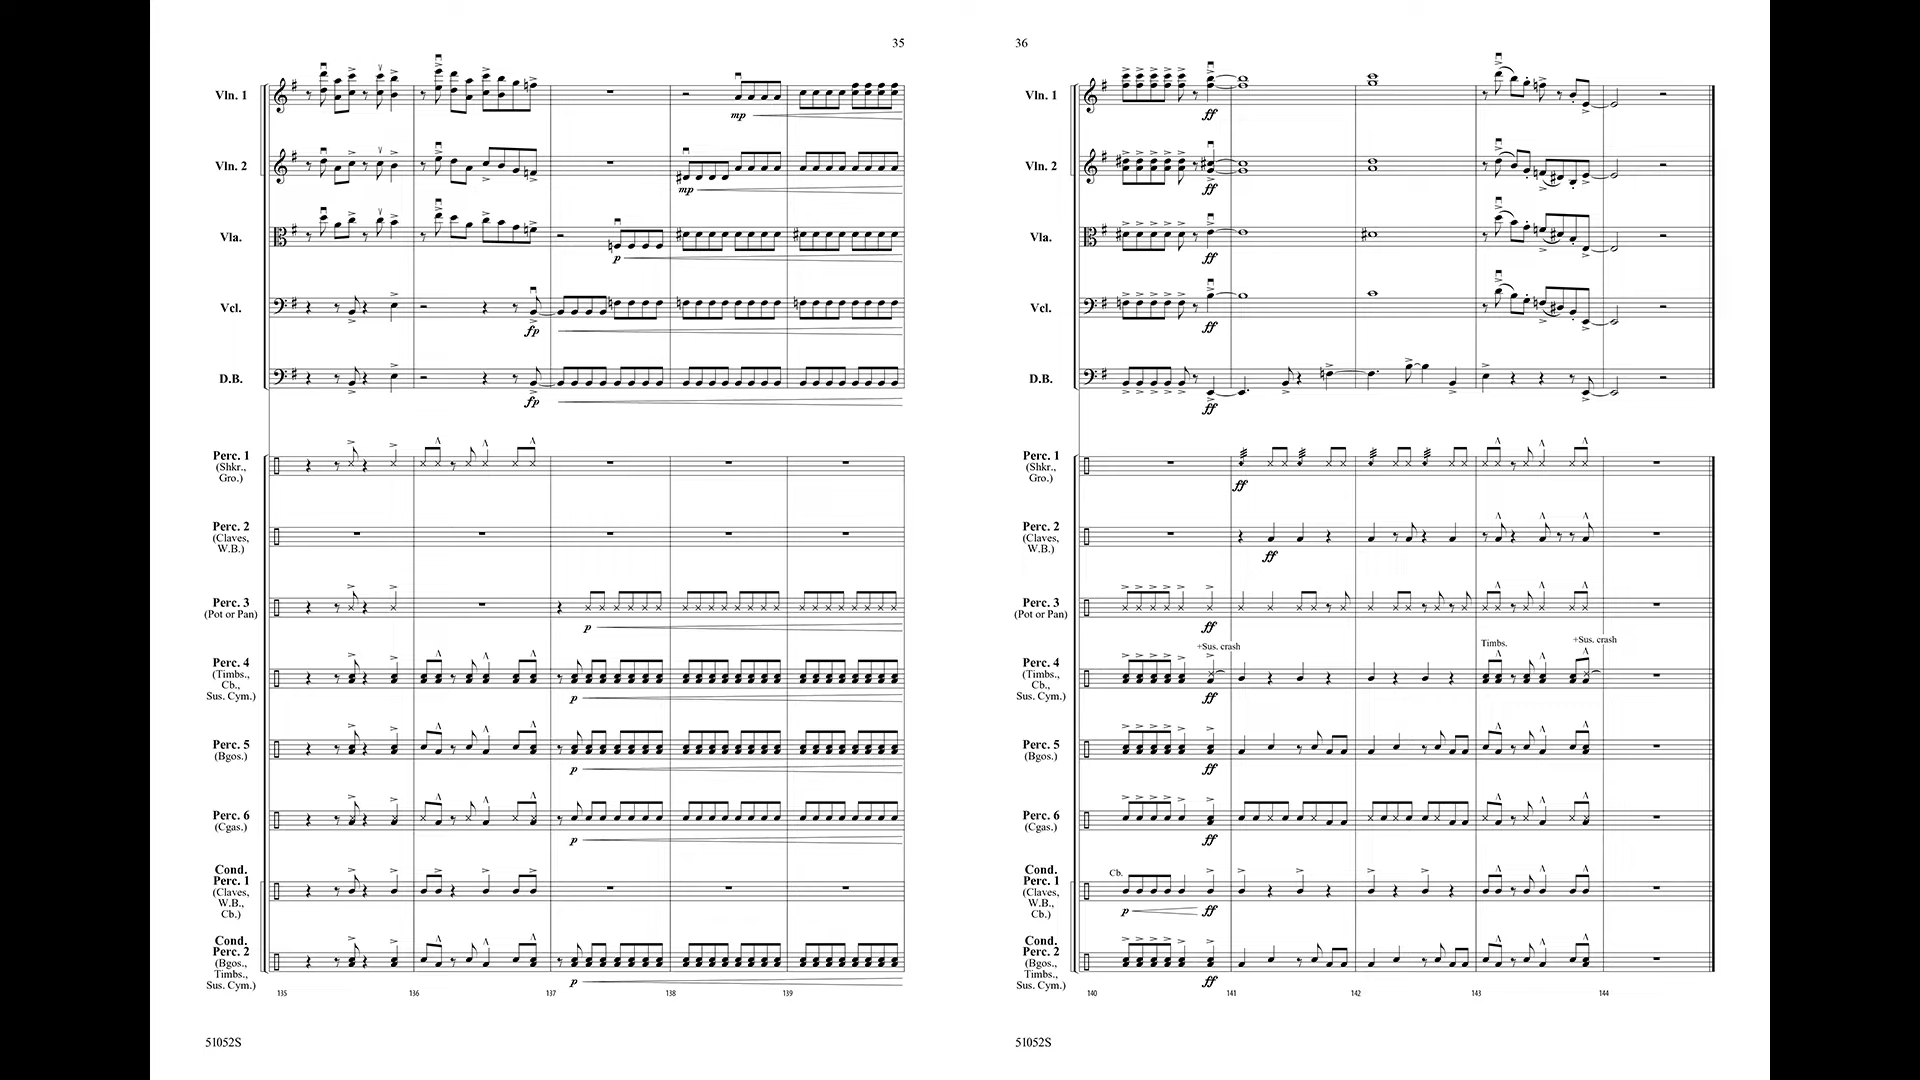 35
Vln. 1
mp
Vln. 2
mp
Vla.
p
Vcl.
fp
D.B.
fp
Perc. 1
(Shkr.,
Gro.)
Perc. 2
(Claves,
W.B.)
Perc. 3
(Pot or Pan)
p
Perc. 4
(Timbs.,
Cb.,
Sus. Cym.)
p
Perc. 5
(Bgos.)
p
Perc. 6
(Cgas.)
p
Cond.
Perc. 1
(Claves,
W.B.,
Cb.)
Cond.
Perc. 2
(Bgos.,
Timbs.,
Sus. Cym.)
p
135 136 137 138 139
51052S
36
Vln. 1
ff
Vln. 2
ff
Vla.
ff
Vcl.
ff
D.B.
ff
Perc. 1
(Shkr.,
Gro.)
ff
Perc. 2
(Claves,
W.B.)
ff
Perc. 3
(Pot or Pan)
ff
+Sus. crash Timbs. +Sus. crash
Perc. 4
(Timbs.,
Cb.,
Sus. Cym.)
ff
Perc. 5
(Bgos.)
ff
Perc. 6
(Cgas.)
ff
Cond.
Perc. 1
(Claves,
W.B.,
Cb.)
Cb.
p ff
Cond.
Perc. 2
(Bgos.,
Timbs.,
Sus. Cym.)
ff
140 141 142 143 144
51052S